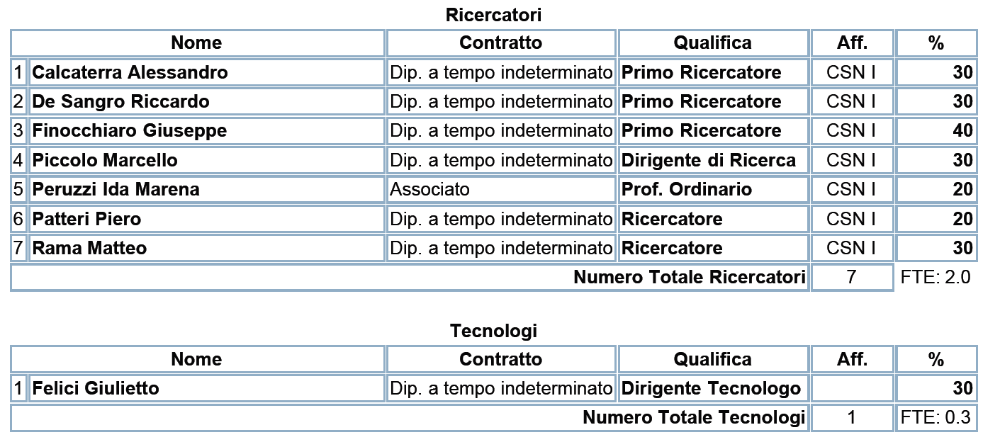 Ricercatori
Nome Contratto Qualifica Aff. %
1 Calcaterra Alessandro Dip. a tempo indeterminato Primo Ricercatore CSN I 30
2 De Sangro Riccardo Dip. a tempo indeterminato Primo Ricercatore CSN I 30
3 Finocchiaro Giuseppe Dip. a tempo indeterminato Primo Ricercatore CSN I 40
4 Piccolo Marcello Dip. a tempo indeterminato Dirigente di Ricerca CSN I 30
5 Peruzzi Ida Marena Associato Prof. Ordinario CSN I 20
6 Patteri Piero Dip. a tempo indeterminato Ricercatore CSN I 20
7 Rama Matteo Dip. a tempo indeterminato Ricercatore CSN I 30
Numero Totale Ricercatori 7 FTE: 2.0
Tecnologi
Nome Contratto Qualifica Aff. %
1 Felici Giulietto Dip. a tempo indeterminato Dirigente Tecnologo 30
Numero Totale Tecnologi 1 FTE: 0.3